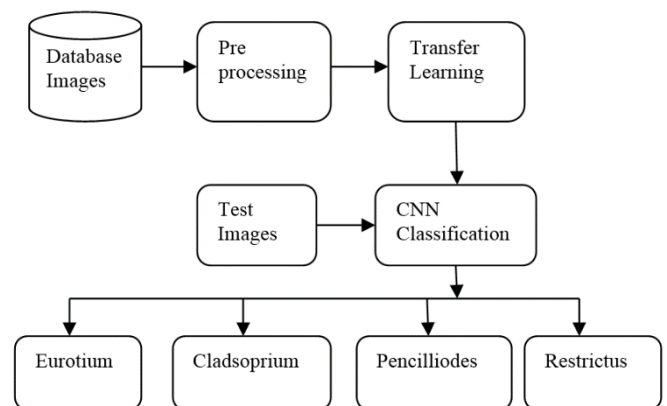 Database
Images
Pre
processing
Transfer
Learning
Test
Images
CNN
Classification
Eurotium
Cladsoprium
Pencilliodes
Restrictus